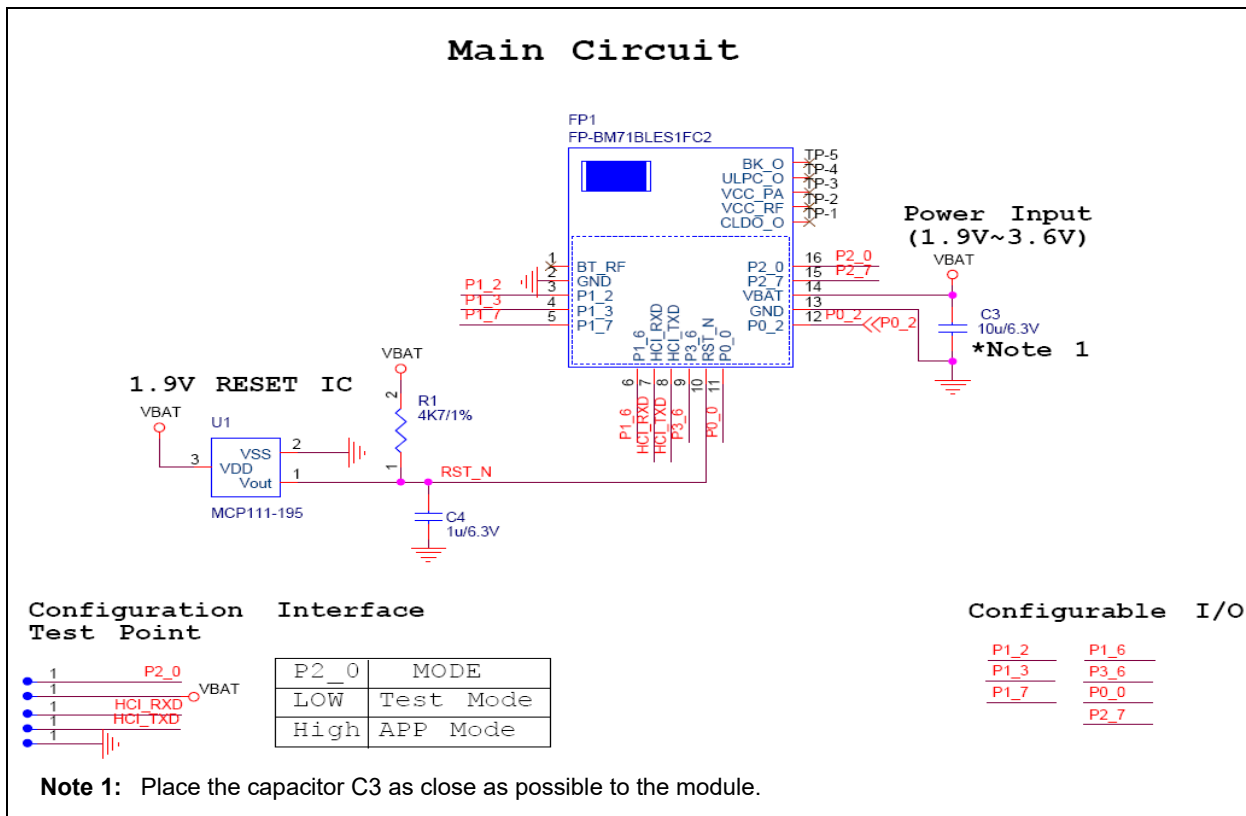 Main Circuit
FP1
FP-BM71BLES1FC2
BK_O TP-5
ULPC_O TP-4
VCC_PA TP-3
VCC_RF TP-2
CLDO_O TP-1
Power Input
(1.9V~3.6V)
VBAT
1 BT_RF
2 GND
P1_2 3 P1_2
P1_3 4 P1_3
P1_7 5 P1_7
P2_0 16 P2_0
P2_7 15 P2_7
VBAT 14
GND 13
P0_2 12 P0_2 P0_2
C3
10u/6.3V
*Note 1
P1_6 HCI_RXD HCI_TXD P3_6 RST_N P0_0
6 7 8 9 10 11
P1_6 HCI_RXD HCI_TXD P3_6 P0_0
VBAT
1.9V RESET IC
2
R1
4K7/1%
1
VBAT
U1
VSS 2
3 VDD
Vout 1
RST_N
MCP111-195
C4
1u/6.3V
Configuration Interface
Test Point
1 P2_0
1 VBAT
1 HCI_RXD
1 HCI_TXD
1
P2_0 MODE
LOW Test Mode
High APP Mode
Configurable I/O
P1_2 P1_6
P1_3 P3_6
P1_7 P0_0
P2_7
Note 1: Place the capacitor C3 as close as possible to the module.